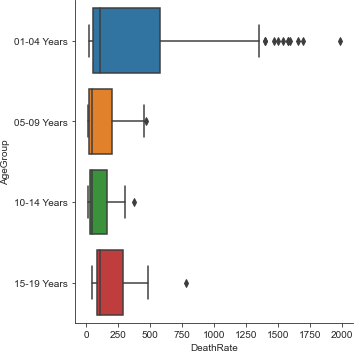 01-04 Years
05-09 Years
10-14 Years
15-19 Years
AgeGroup
0 250 500 750 1000 1250 1500 1750 2000
DeathRate